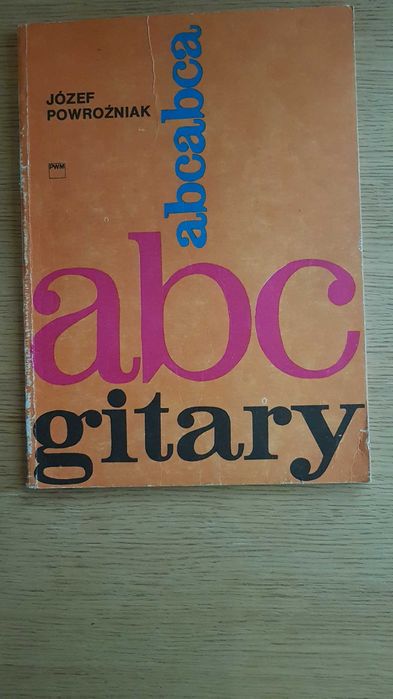 JÓZEF
POWROŹNIAK
PWM
abcabca
abc
gitary